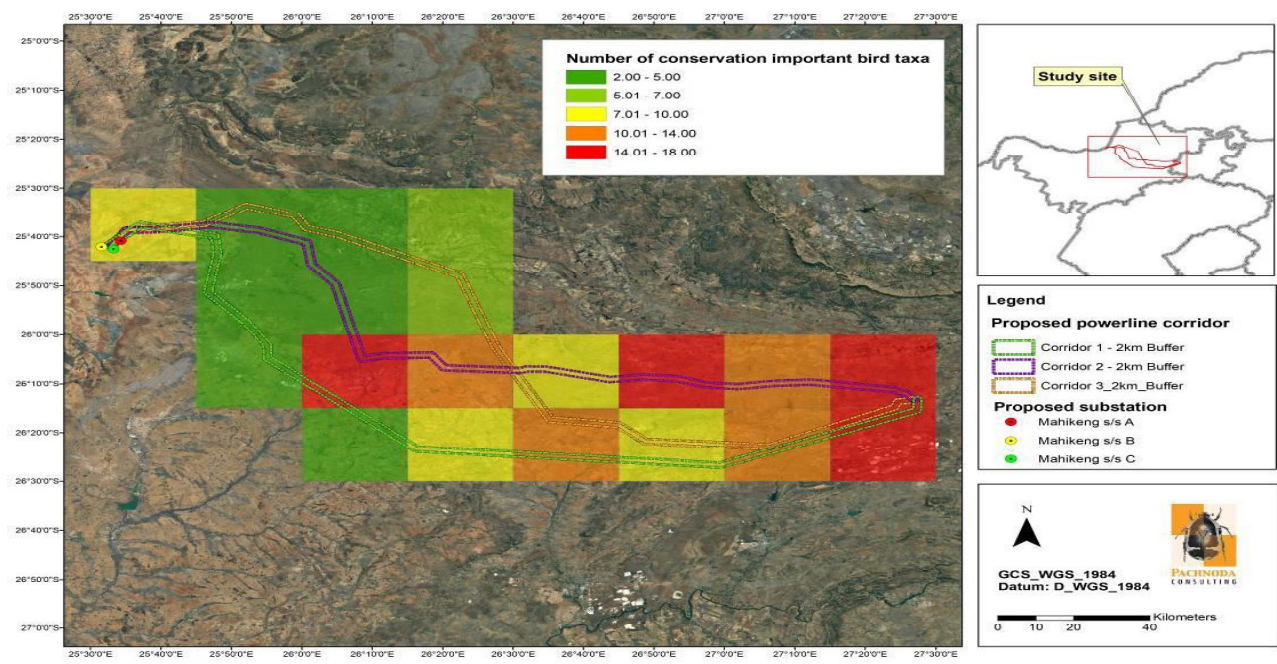 25°30'0"E 25°40'0"E 25°50'0"E 26°0'0"E 26°10'0"E 26°20'0"E 26°30'0"E 26°40'0"E 26°50'0"E 27°0'0"E 27°10'0"E 27°20'0"E 27°30'0"E
25°0'0"S
25°10'0"S
25°20'0"S
25°30'0"S
25°40'0"S
25°50'0"S
26°0'0"S
26°10'0"S
26°20'0"S
26°30'0"S
26°40'0"S
26°50'0"S
27°0'0"S
25°30'0"E 25°40'0"E 25°50'0"E 26°0'0"E 26°10'0"E 26°20'0"E 26°30'0"E 26°40'0"E 26°50'0"E 27°0'0"E 27°10'0"E 27°20'0"E 27°30'0"E
Number of conservation important bird taxa
2.00 - 5.00
5.01 - 7.00
7.01 - 10.00
10.01 - 14.00
14.01 - 18.00
Study site
Legend
Proposed powerline corridor
Corridor 1 - 2km Buffer
Corridor 2 - 2km Buffer
Corridor 3_2km_Buffer
Proposed substation
Mahikeng s/s A
Mahikeng s/s B
Mahikeng s/s C
N
PACHNODA
CONSULTING
GCS_WGS_1984
Datum: D_WGS_1984
Kilometers
0 10 20 40